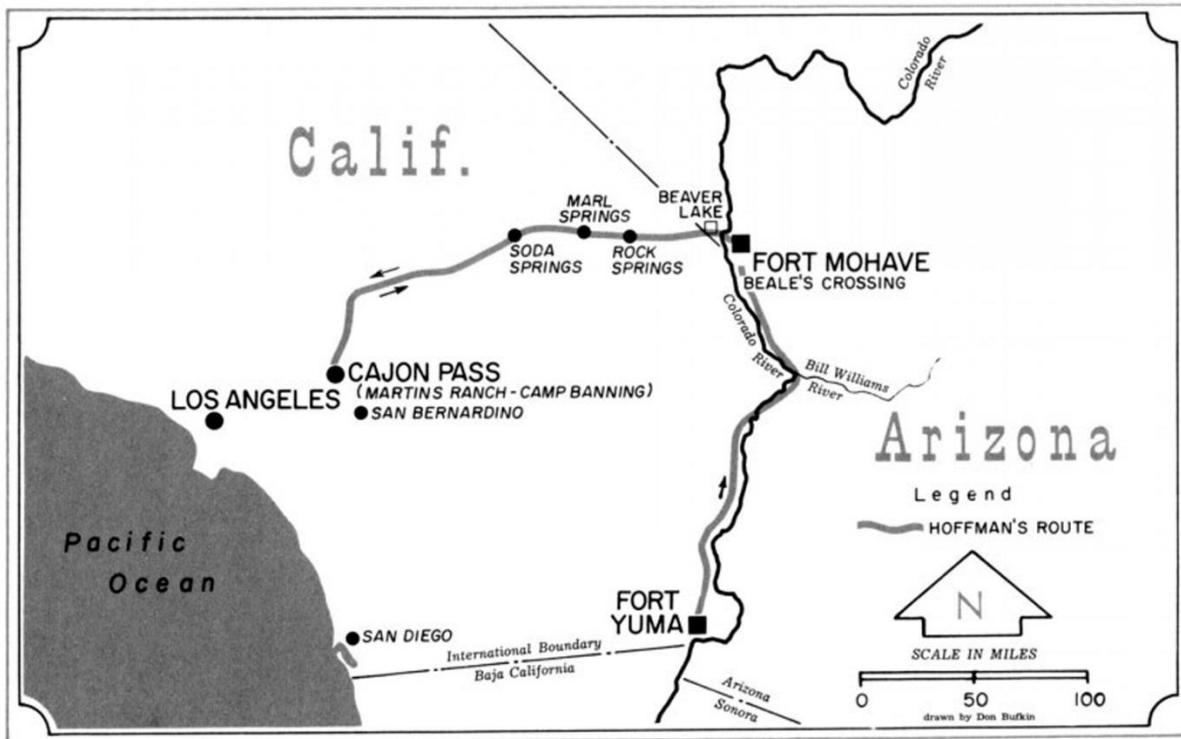 Colorado
River
Calif.
BEAVER
LAKE
MARL
SPRINGS
SODA
SPRINGS
ROCK
SPRINGS
FORT MOHAVE
BEALE'S CROSSING
Colorado
River
CAJON PASS
(MARTINS RANCH-CAMP BANNING)
LOS ANGELES
SAN BERNARDINO
Bill Williams
River
Arizona
Legend
HOFFMAN'S ROUTE
Pacific
Ocean
FORT
YUMA
N
SAN DIEGO
International Boundary
Baja California
SCALE IN MILES
Arizona
Sonora
0 50 100
drawn by Don Bufkin